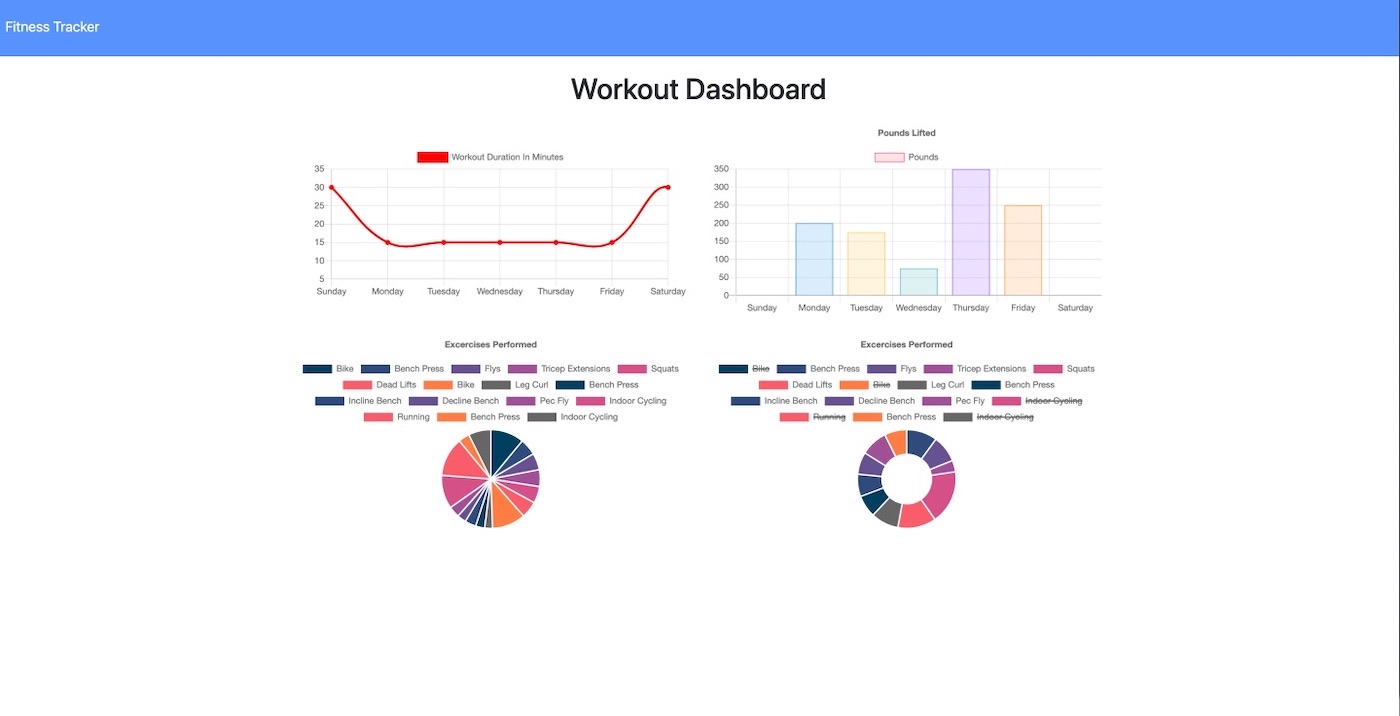 Fitness Tracker
Workout Dashboard
Workout Duration In Minutes
35
30
25
20
15
10
5
Sunday Monday Tuesday Wednesday Thursday Friday Saturday
Pounds Lifted
Pounds
350
300
250
200
150
100
50
0
Sunday Monday Tuesday Wednesday Thursday Friday Saturday
Excercises Performed
Bike Bench Press Flys Tricep Extensions Squats
Dead Lifts Bike Leg Curl Bench Press
Incline Bench Decline Bench Pec Fly Indoor Cycling
Running Bench Press Indoor Cycling
Excercises Performed
Bike Bench Press Flys Tricep Extensions Squats
Dead Lifts Bike Leg Curl Bench Press
Incline Bench Decline Bench Pec Fly Indoor Cycling
Running Bench Press Indoor Cycling